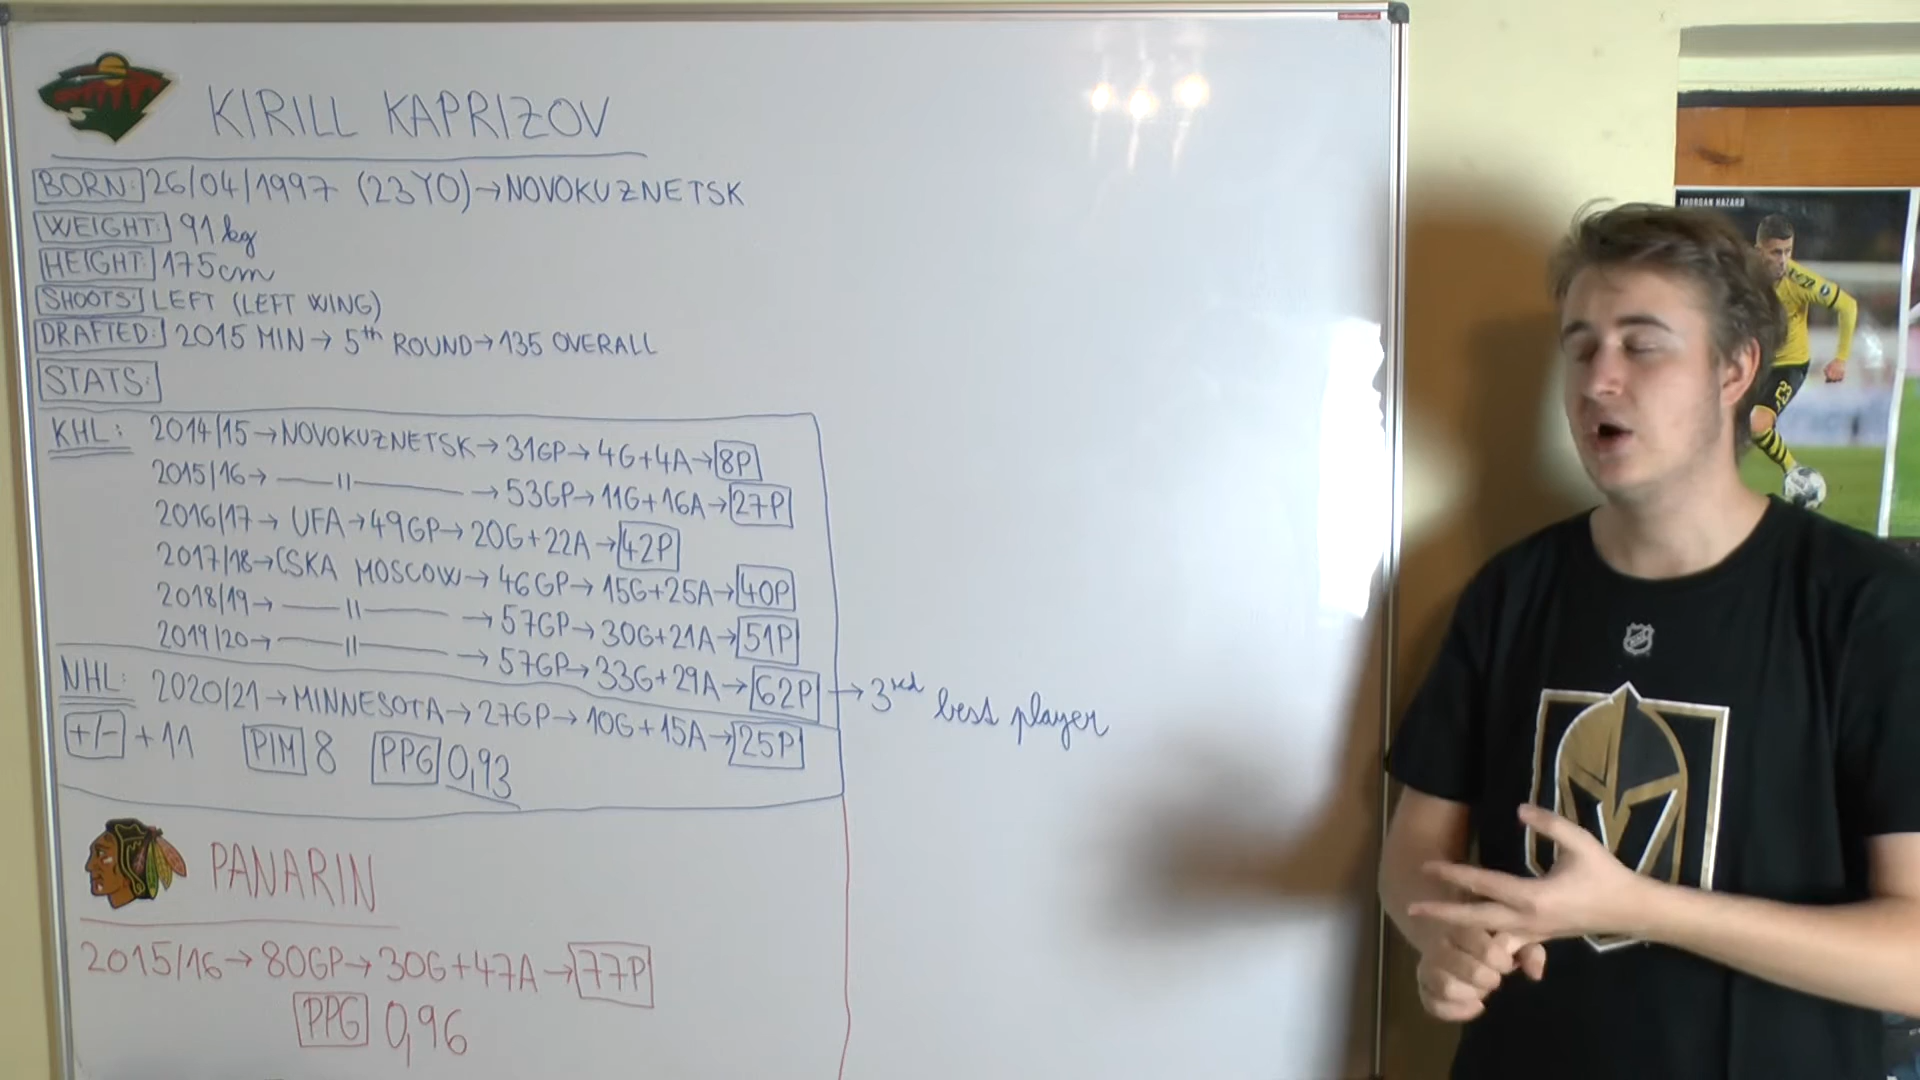 KIRILL KAPRIZOV
BORN: 26/04/1997 (23YO)→NOVOKUZNETSK
WEIGHT: 91 kg
HEIGHT: 175cm
SHOOTS: LEFT (LEFT WING)
DRAFTED: 2015 MIN → 5th ROUND → 135 OVERALL
STATS:
KHL: 2014/15→NOVOKUZNETSK→31GP→4G+4A→8P
2015/16→ —— 11 —— →53GP→11G+16A→27P
2016/17→ UFA→49GP→20G+22A→42P
2017/18→CSKA MOSCOW→46GP→15G+25A→40P
2018/19→ —— 11 —— →57GP→30G+21A→51P
2019/20→ —— 11 —— →57GP→33G+29A→62P →3rd best player
NHL: 2020/21→MINNESOTA→27GP→10G+15A→25P
+/- +11 PIM 8 PPG 0,93
PANARIN
2015/16→80GP→30G+47A→77P
PPG 0,96
THORGAN HAZARD
23
NHL